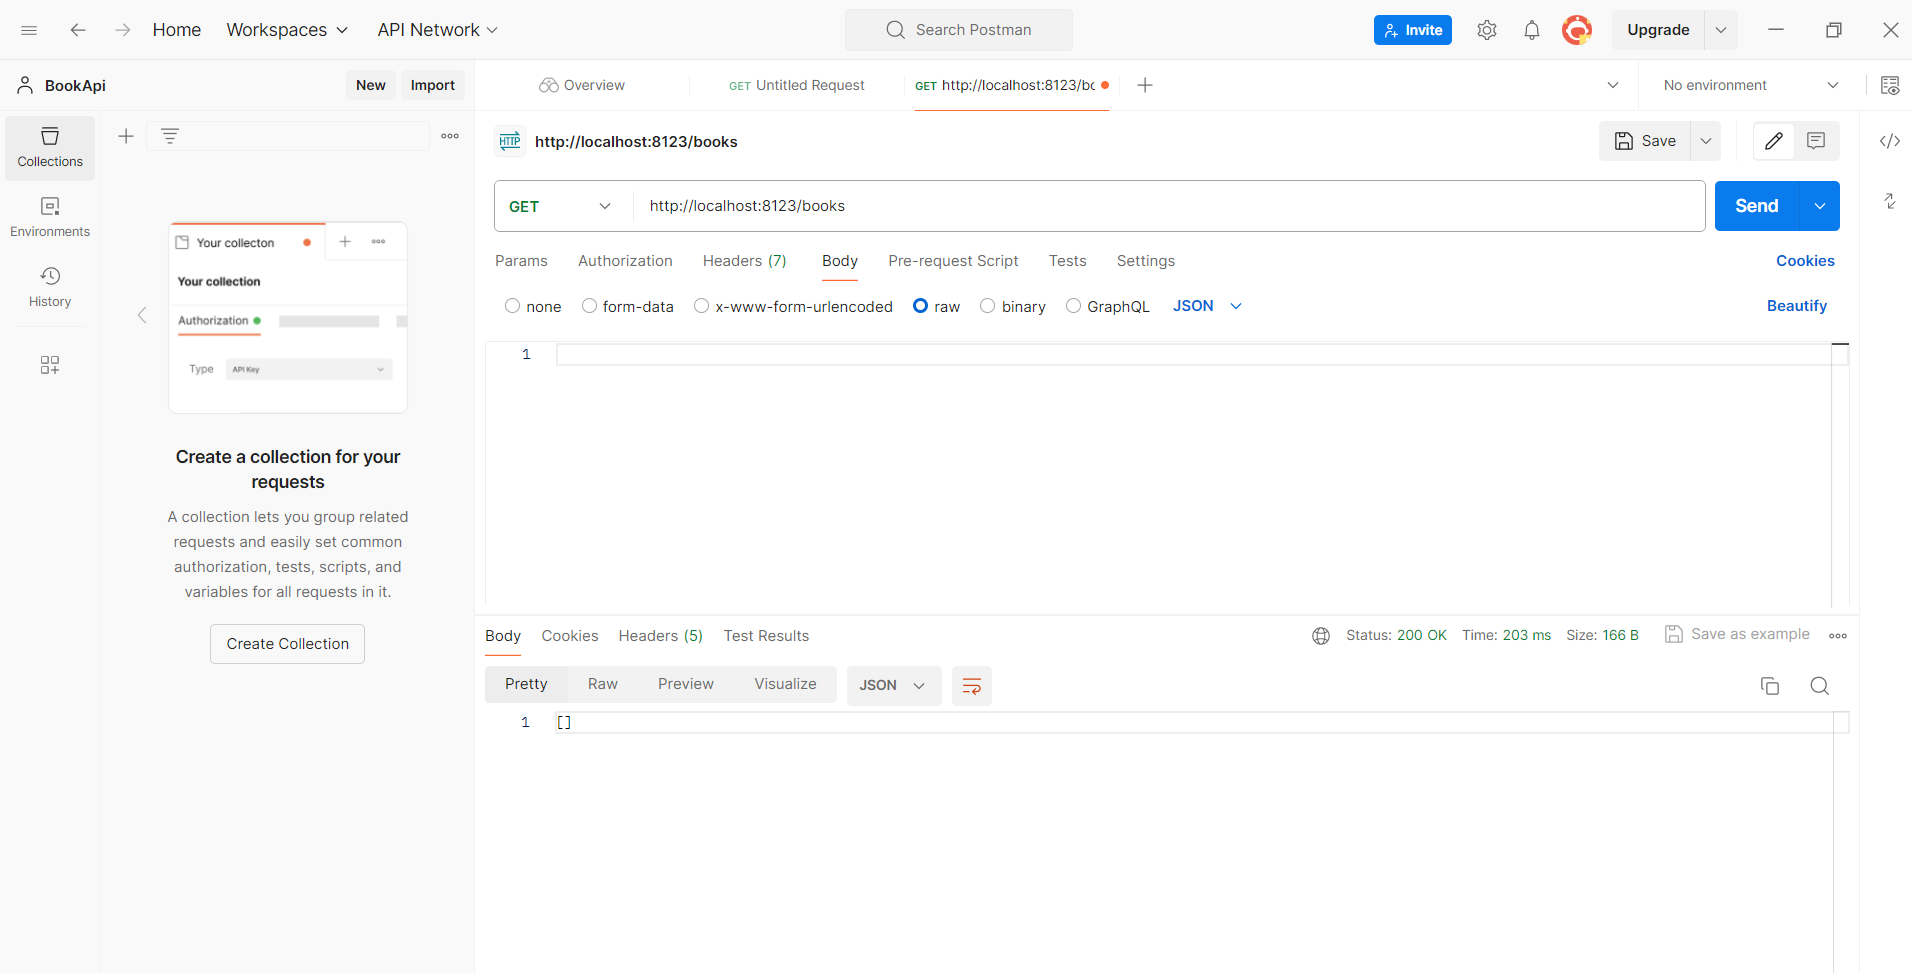 Home Workspaces API Network Search Postman Invite Upgrade
BookApi New Import Overview GET Untitled Request GET http://localhost:8123/bo No environment
Collections
Environments
History
Your collecton
Your collection
Authorization
Type API Key
Create a collection for your
requests
A collection lets you group related
requests and easily set common
authorization, tests, scripts, and
variables for all requests in it.
Create Collection
HTTP http://localhost:8123/books Save
GET http://localhost:8123/books Send
Params Authorization Headers (7) Body Pre-request Script Tests Settings Cookies
none form-data x-www-form-urlencoded raw binary GraphQL JSON Beautify
1
Body Cookies Headers (5) Test Results Status: 200 OK Time: 203 ms Size: 166 B Save as example
Pretty Raw Preview Visualize JSON
1 []